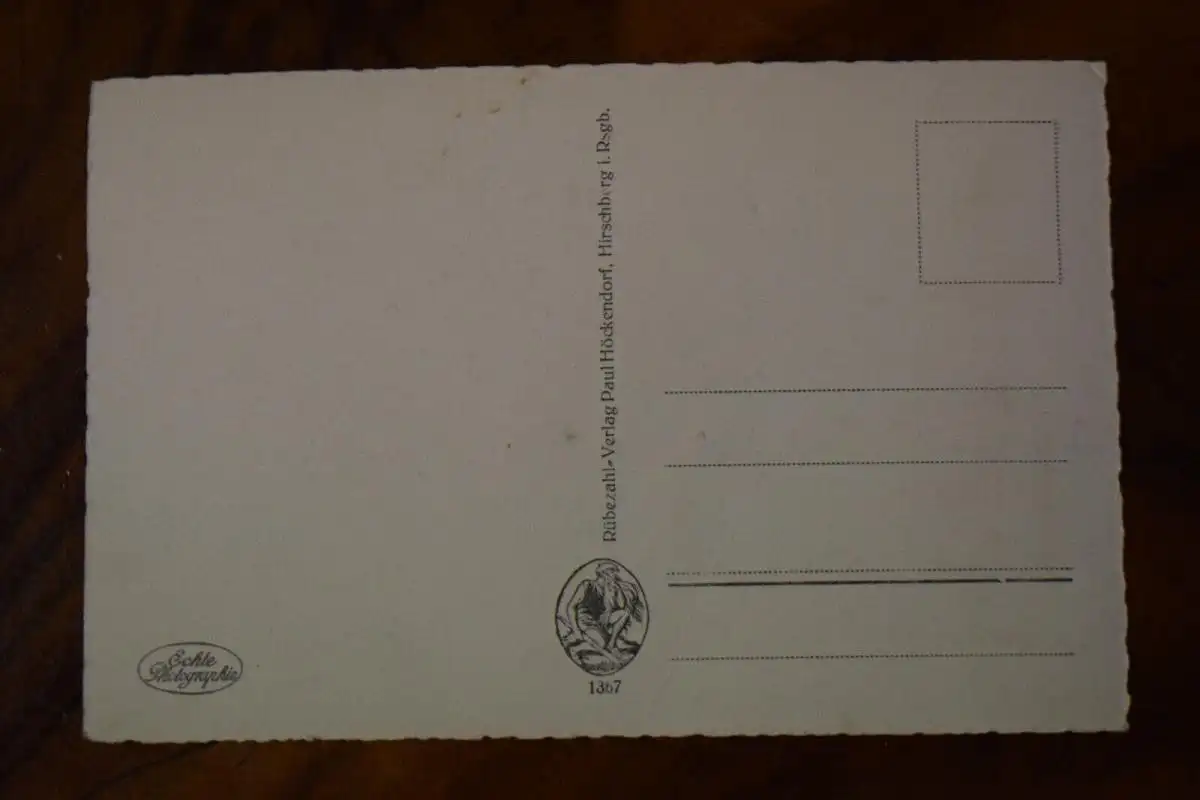 Rübezahl-Verlag Paul Höckendorf, Hirschberg i. Rsgb.
Echte
Photographie
1367